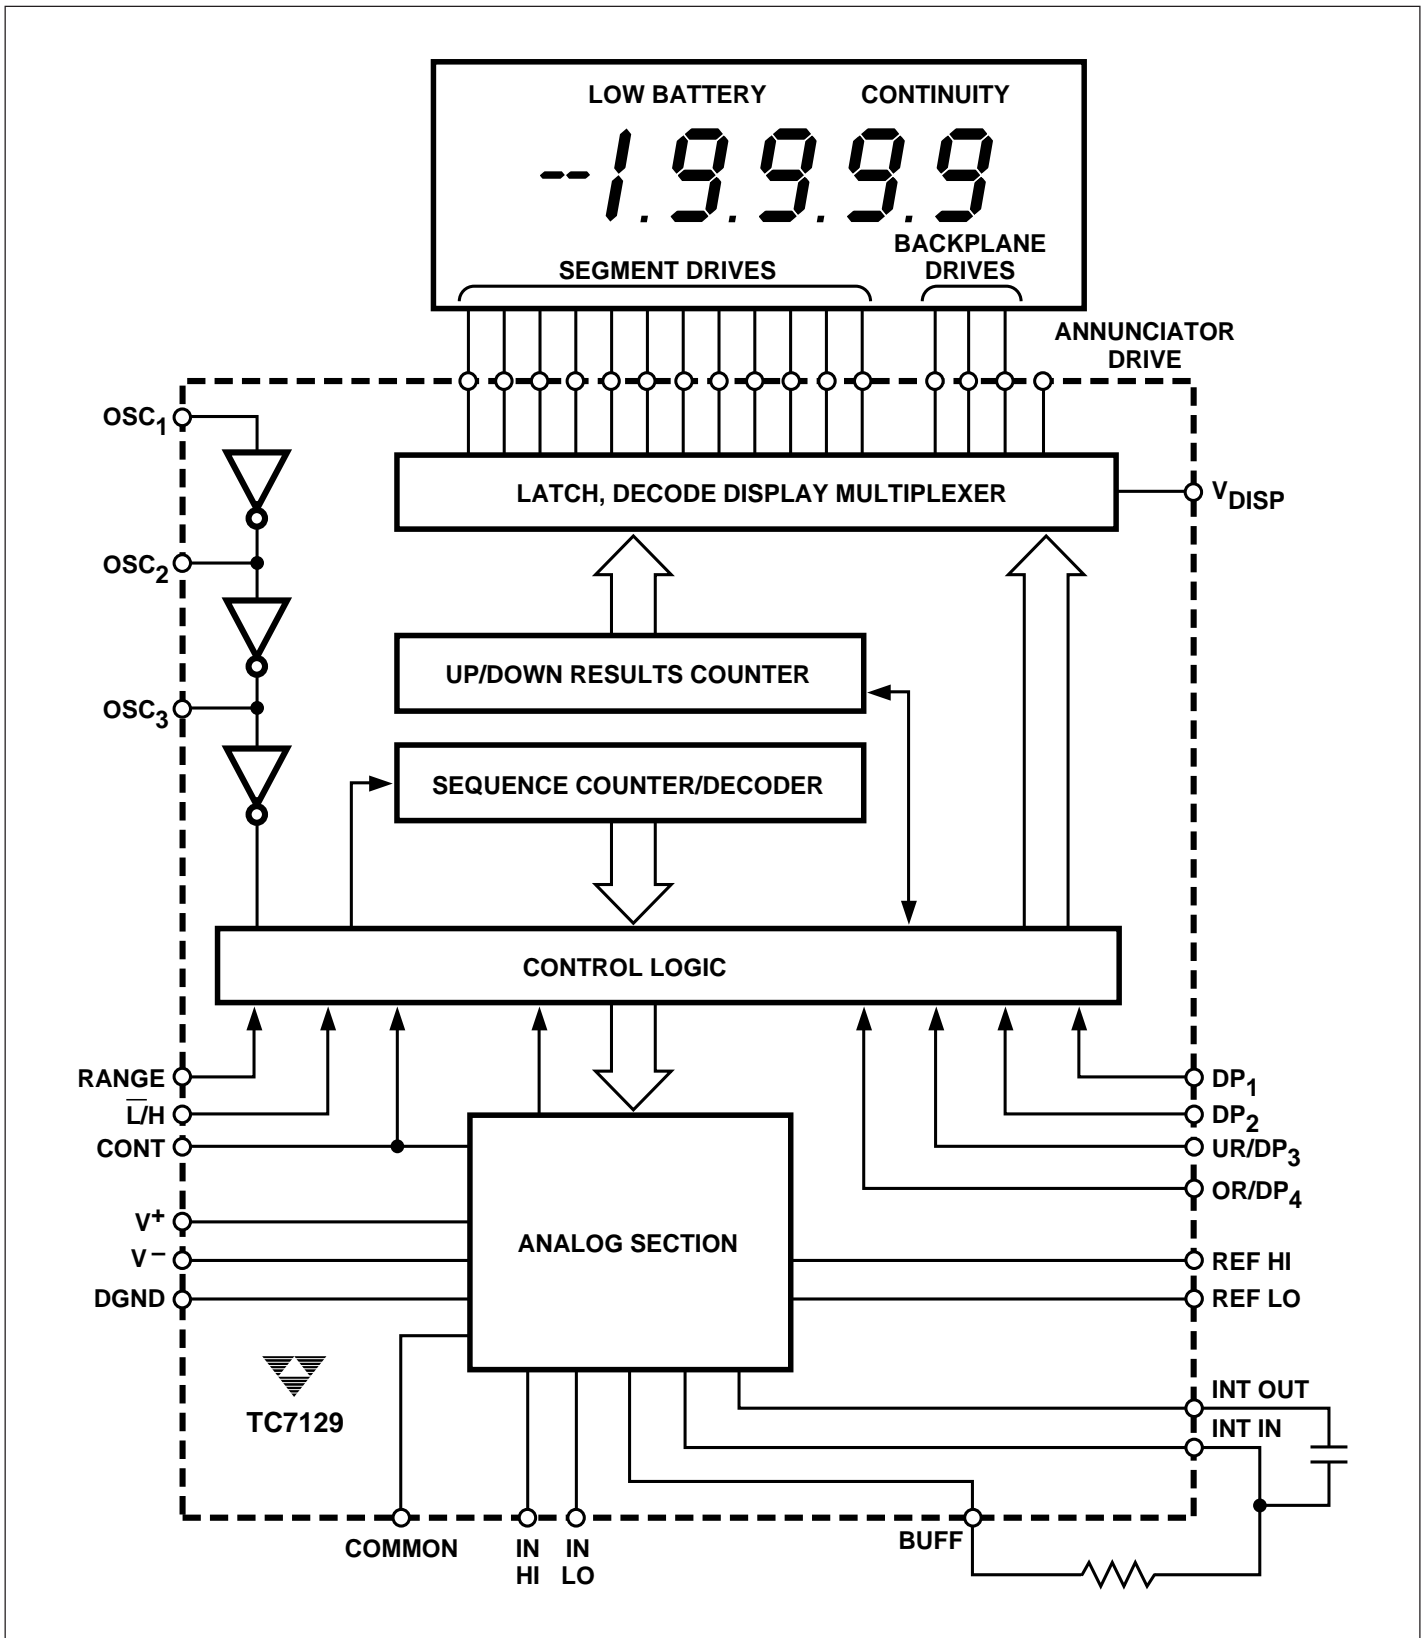 LOW BATTERY CONTINUITY
--1.9.9.9.9
BACKPLANE
DRIVES
SEGMENT DRIVES
ANNUNCIATOR
DRIVE
OSC1
LATCH, DECODE DISPLAY MULTIPLEXER
VDISP
OSC2
UP/DOWN RESULTS COUNTER
OSC3
SEQUENCE COUNTER/DECODER
CONTROL LOGIC
RANGE
L̅/H
CONT
DP1
DP2
UR/DP3
OR/DP4
V+
V–
DGND
ANALOG SECTION
REF HI
REF LO
TC7129
INT OUT
INT IN
COMMON
IN
HI
IN
LO
BUFF